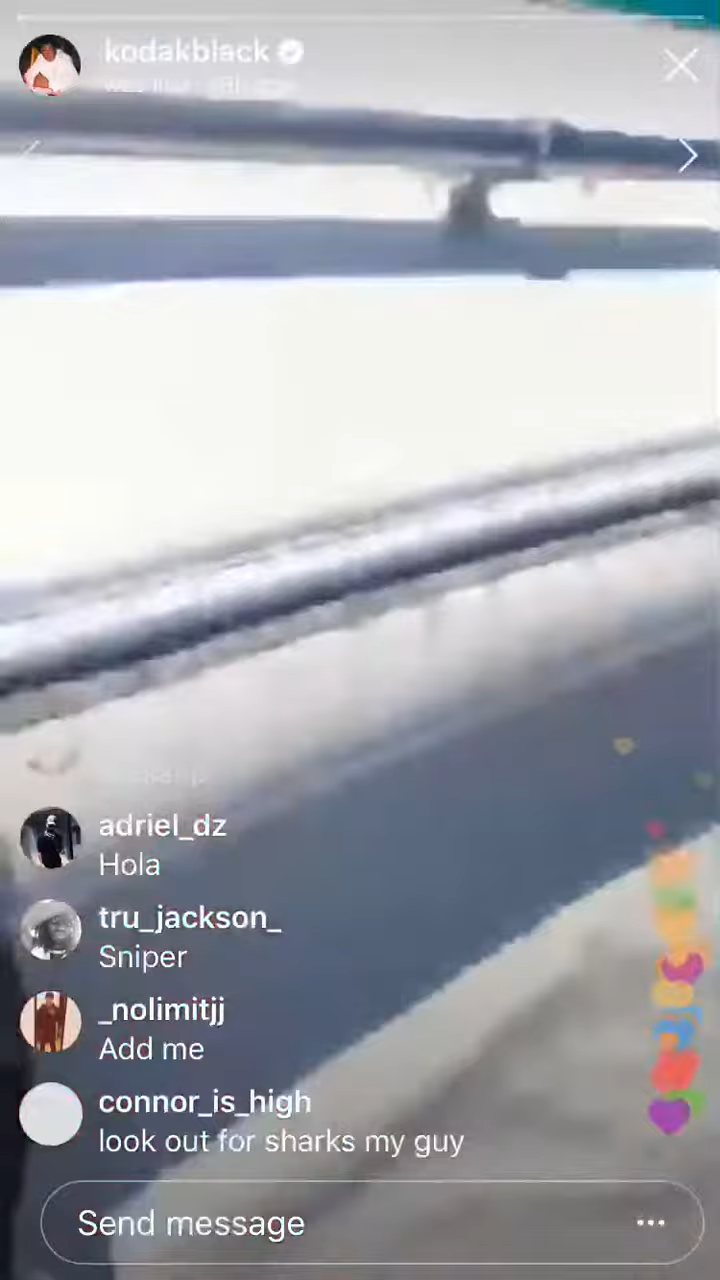 kodakblack
adriel_dz
Hola
tru_jackson_
Sniper
_nolimitjj
Add me
connor_is_high
look out for sharks my guy
Send message